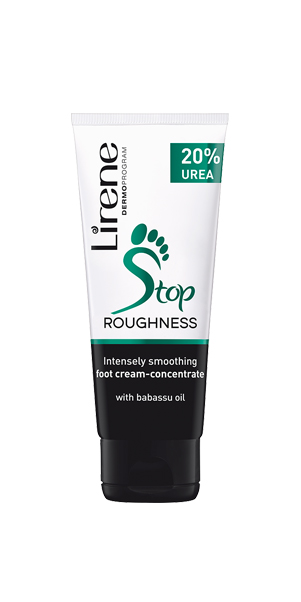 Lirene
DERMOPROGRAM
20%
UREA
Stop
ROUGHNESS
Intensely smoothing
foot cream-concentrate
with babassu oil